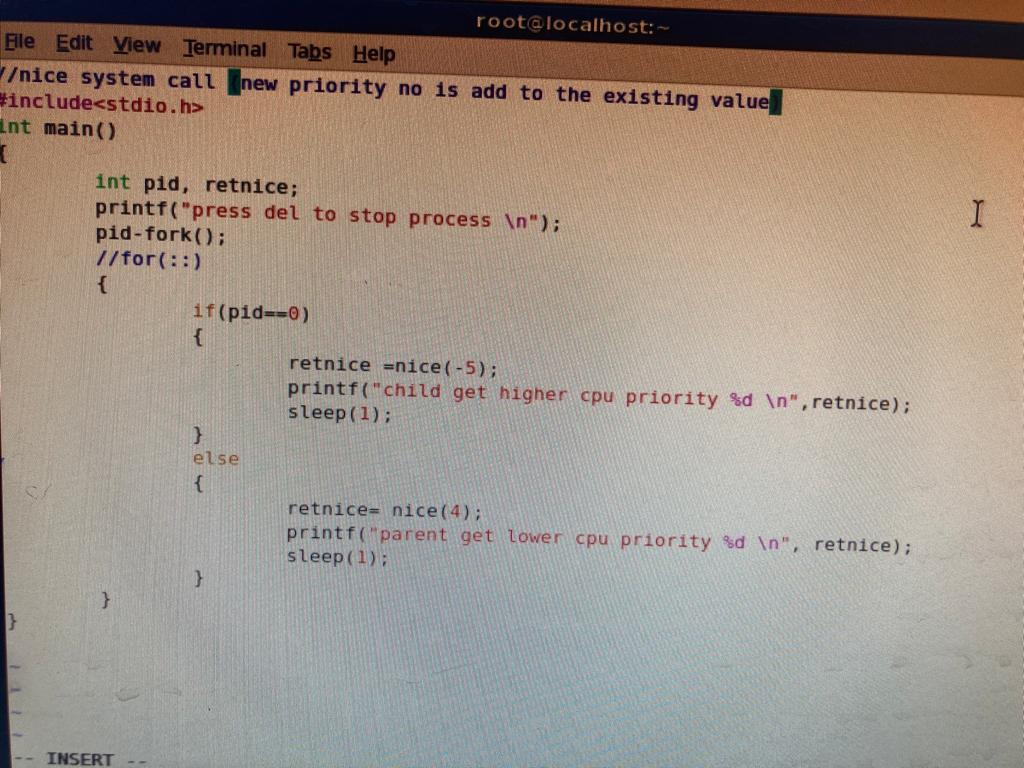 root@localhost:~
File Edit View Terminal Tabs Help
//nice system call (new priority no is add to the existing value)
#include<stdio.h>
int main()
{
int pid, retnice;
printf("press del to stop process \n");
pid-fork();
//for(::)
{
if(pid==0)
{
retnice =nice(-5);
printf("child get higher cpu priority %d \n",retnice);
sleep(1);
}
else
{
retnice= nice(4);
printf("parent get lower cpu priority %d \n", retnice);
sleep(1);
}
}
}
~
~
~
~
-- INSERT --